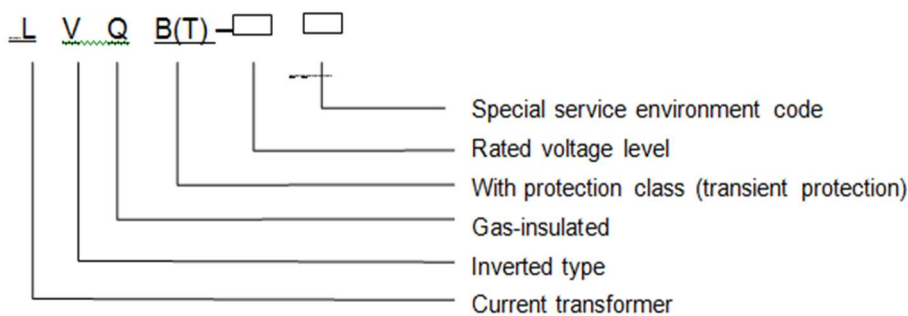 L V Q B(T)-
Special service environment code
Rated voltage level
With protection class (transient protection)
Gas-insulated
Inverted type
Current transformer